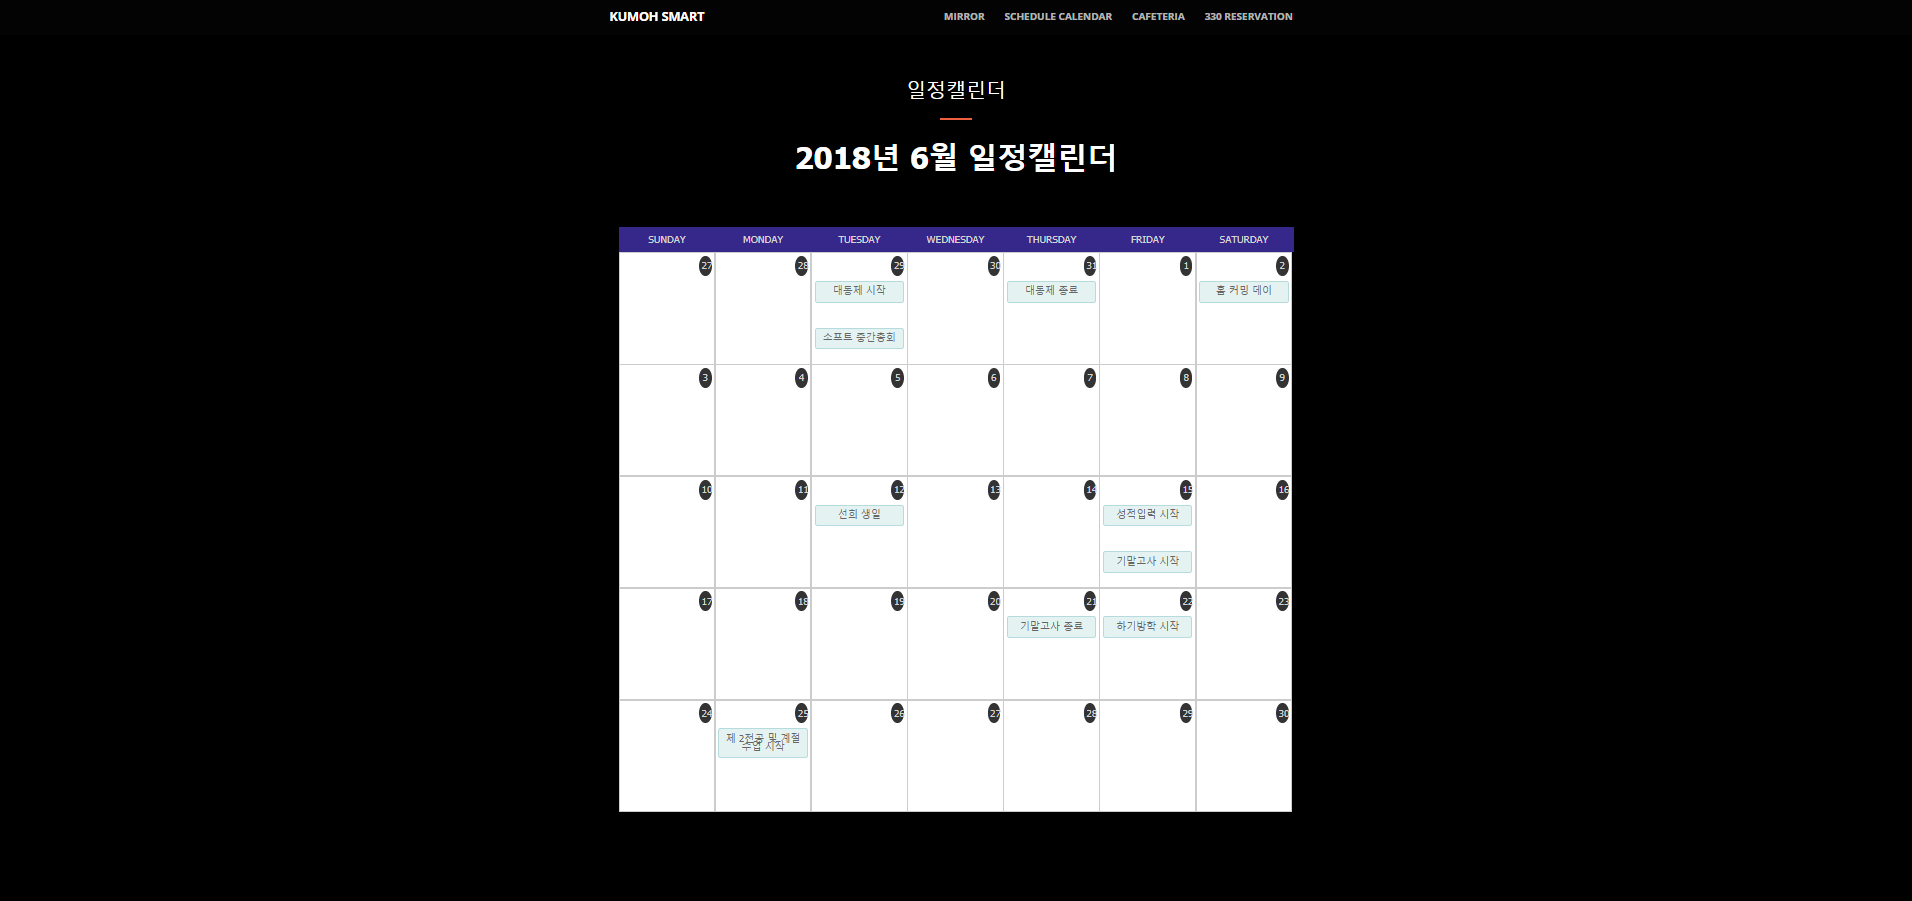 KUMOH SMART
MIRROR SCHEDULE CALENDAR CAFETERIA 330 RESERVATION
일정캘린더
2018년 6월 일정캘린더
SUNDAY MONDAY TUESDAY WEDNESDAY THURSDAY FRIDAY SATURDAY
27 28 29 30 31 1 2
대동제 시작 대동제 종료 홈 커밍 데이
소프트 중간총회
3 4 5 6 7 8 9
10 11 12 13 14 15 16
선희 생일 성적입력 시작
기말고사 시작
17 18 19 20 21 22 23
기말고사 종료 하기방학 시작
24 25 26 27 28 29 30
제 2전공 및 계절
수업 시작